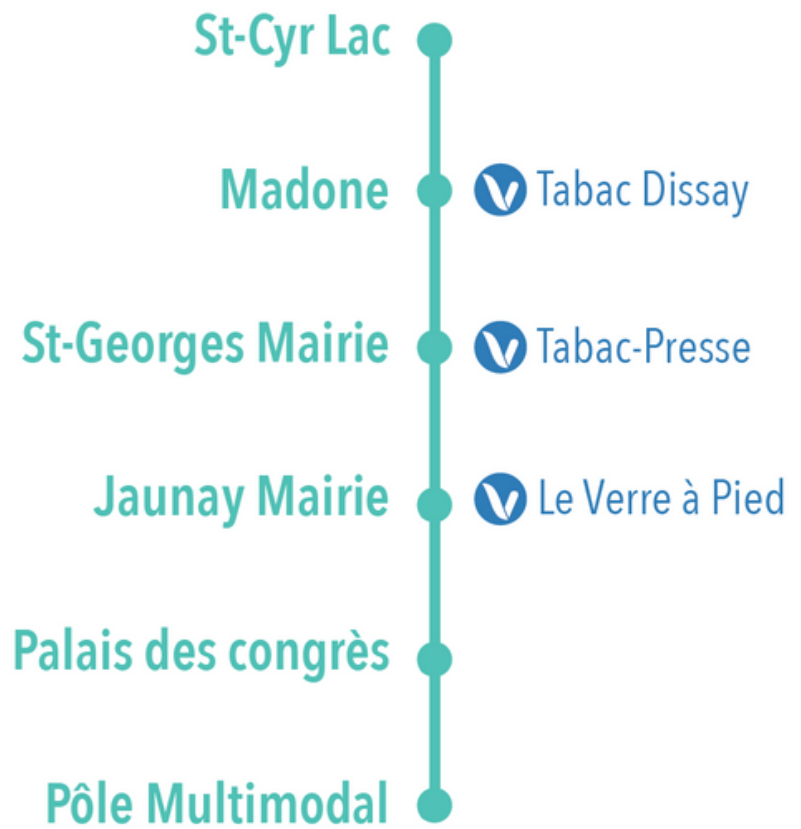 St-Cyr Lac
Madone
Tabac Dissay
St-Georges Mairie
Tabac-Presse
Jaunay Mairie
Le Verre à Pied
Palais des congrès
Pôle Multimodal